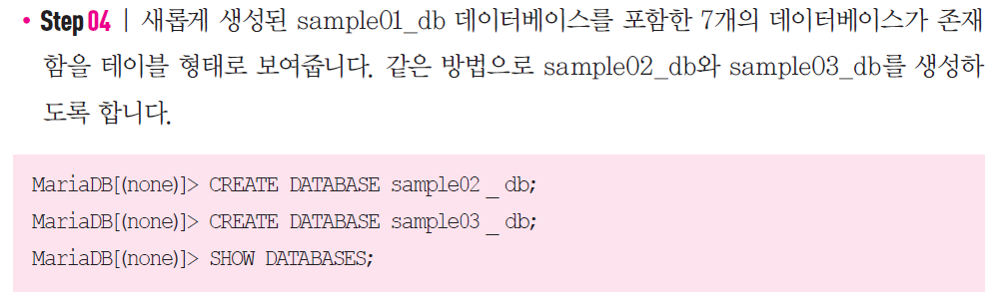 • Step 04 | 새롭게 생성된 sample01_db 데이터베이스를 포함한 7개의 데이터베이스가 존재
함을 테이블 형태로 보여줍니다. 같은 방법으로 sample02_db와 sample03_db를 생성하
도록 합니다.
MariaDB[(none)]> CREATE DATABASE sample02 _ db;
MariaDB[(none)]> CREATE DATABASE sample03 _ db;
MariaDB[(none)]> SHOW DATABASES;